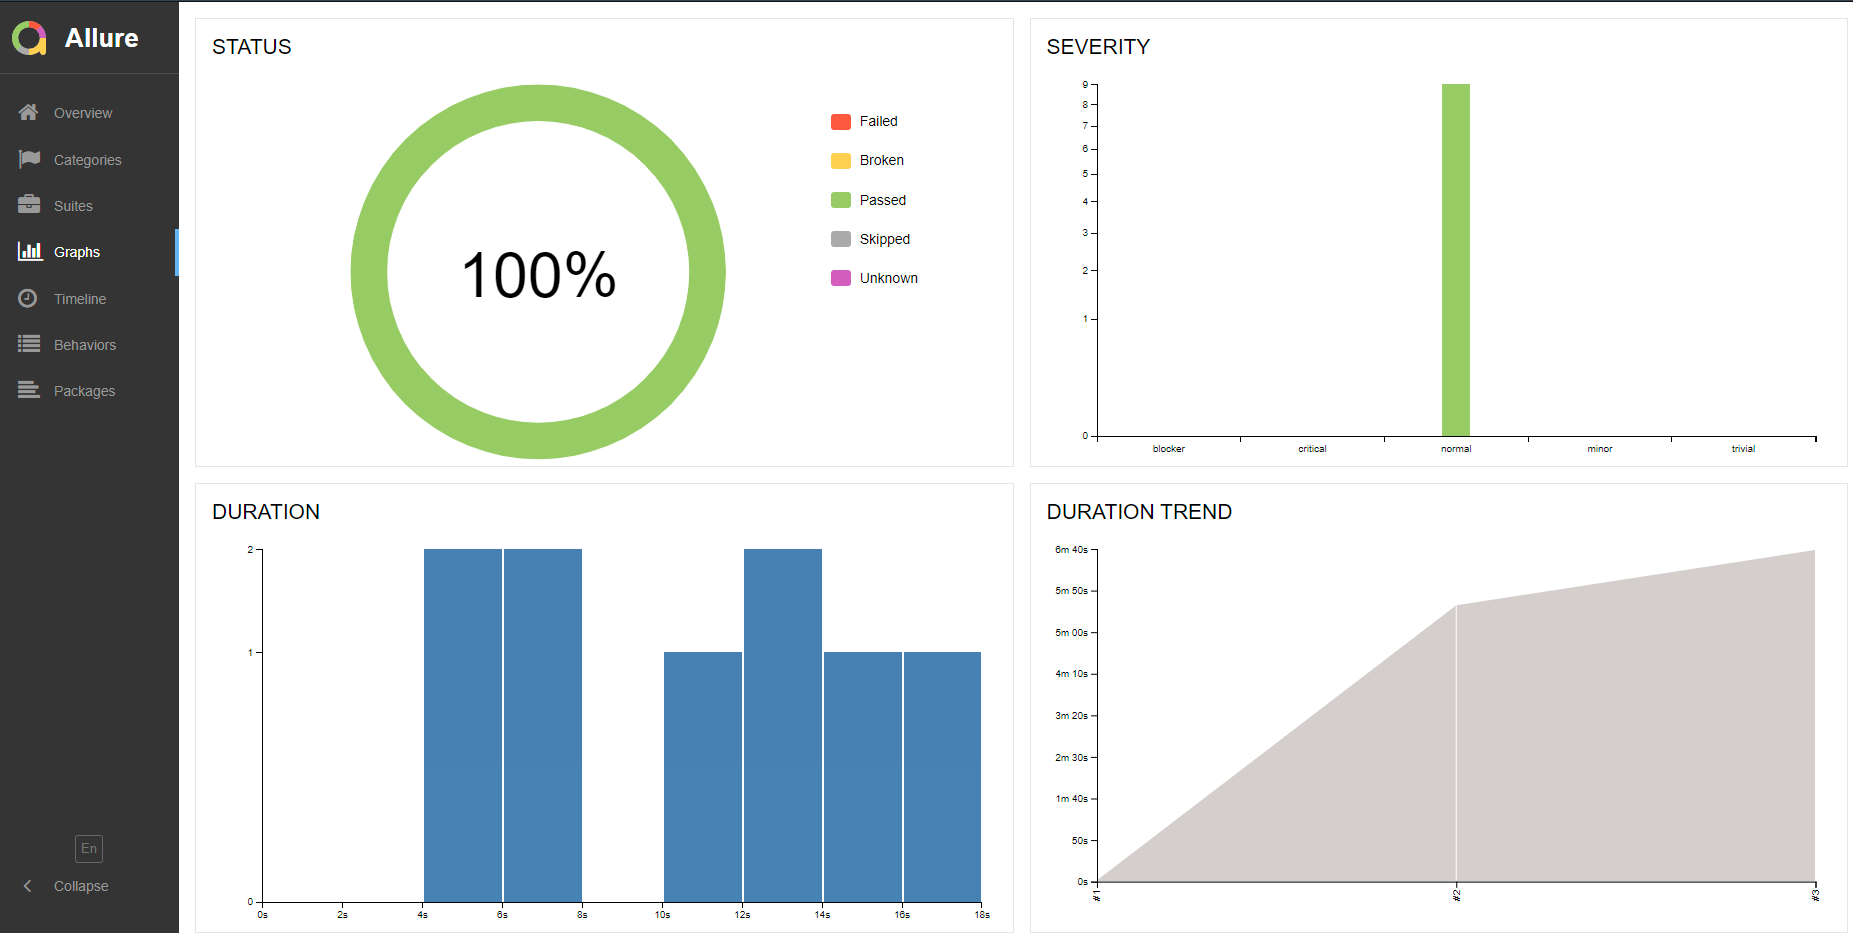 Allure
Overview
Categories
Suites
Graphs
Timeline
Behaviors
Packages
En
Collapse
STATUS
100%
Failed
Broken
Passed
Skipped
Unknown
SEVERITY
9
8
7
6
5
4
3
2
1
0
blocker critical normal minor trivial
DURATION
2
1
0
0s 2s 4s 6s 8s 10s 12s 14s 16s 18s
DURATION TREND
6m 40s
5m 50s
5m 00s
4m 10s
3m 20s
2m 30s
1m 40s
50s
0s
#1 #2 #3